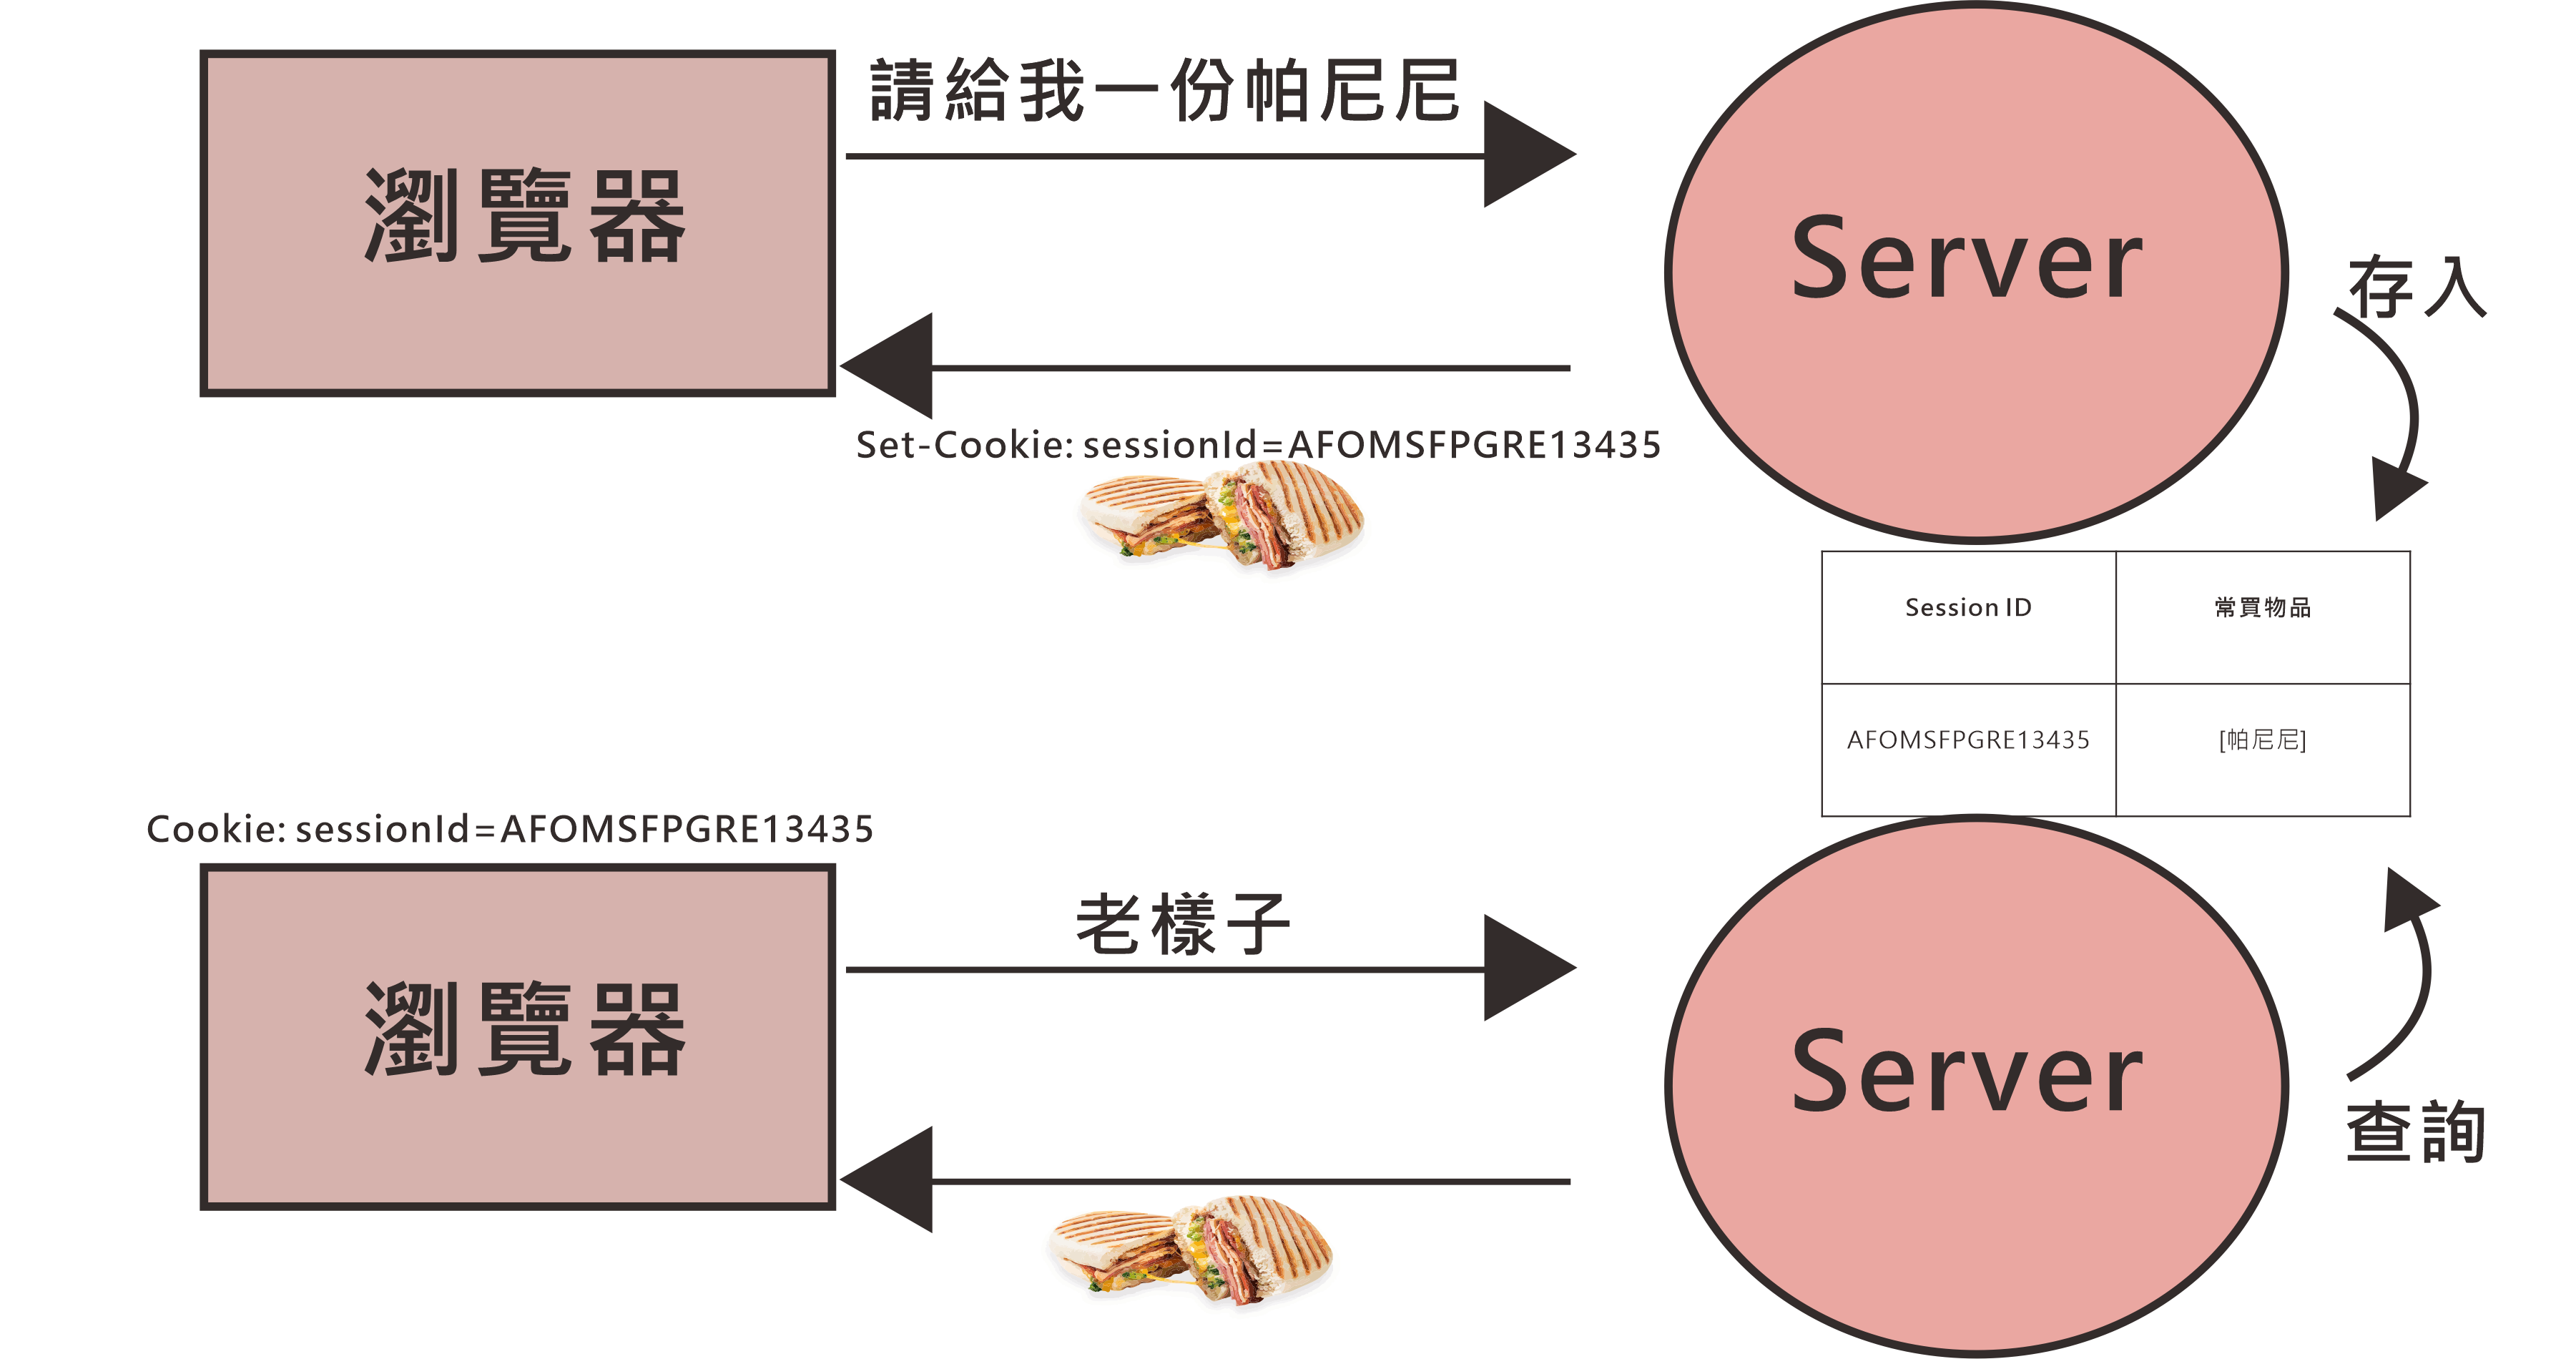 請給我一份帕尼尼
瀏覽器
Server
存入
Set-Cookie: sessionId=AFOMSFPGRE13435
Session ID
常買物品
AFOMSFPGRE13435
[帕尼尼]
Cookie: sessionId=AFOMSFPGRE13435
老樣子
瀏覽器
Server
查詢